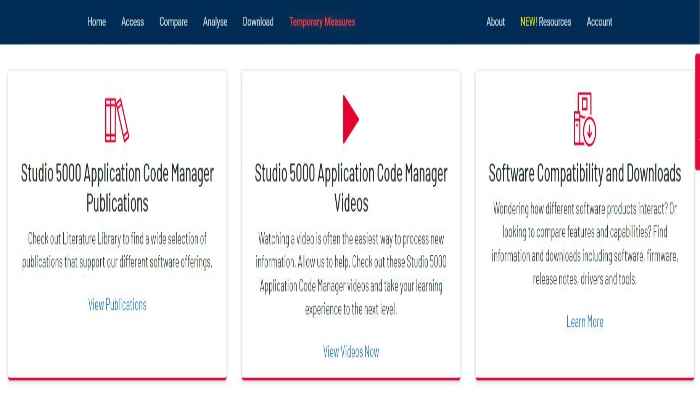 Home Access Compare Analyse Download Temporary Measures About NEW! Resources Account
Studio 5000 Application Code Manager
Publications
Check out Literature Library to find a wide selection of
publications that support our different software offerings.
View Publications
Studio 5000 Application Code Manager
Videos
Watching a video is often the easiest way to process new
information. Allow us to help. Check out these Studio 5000
Application Code Manager videos and take your learning
experience to the next level.
View Videos Now
Software Compatibility and Downloads
Wondering how different software products interact? Or
looking to compare features and capabilities? Find
information and downloads including software, firmware,
release notes, drivers and tools.
Learn More